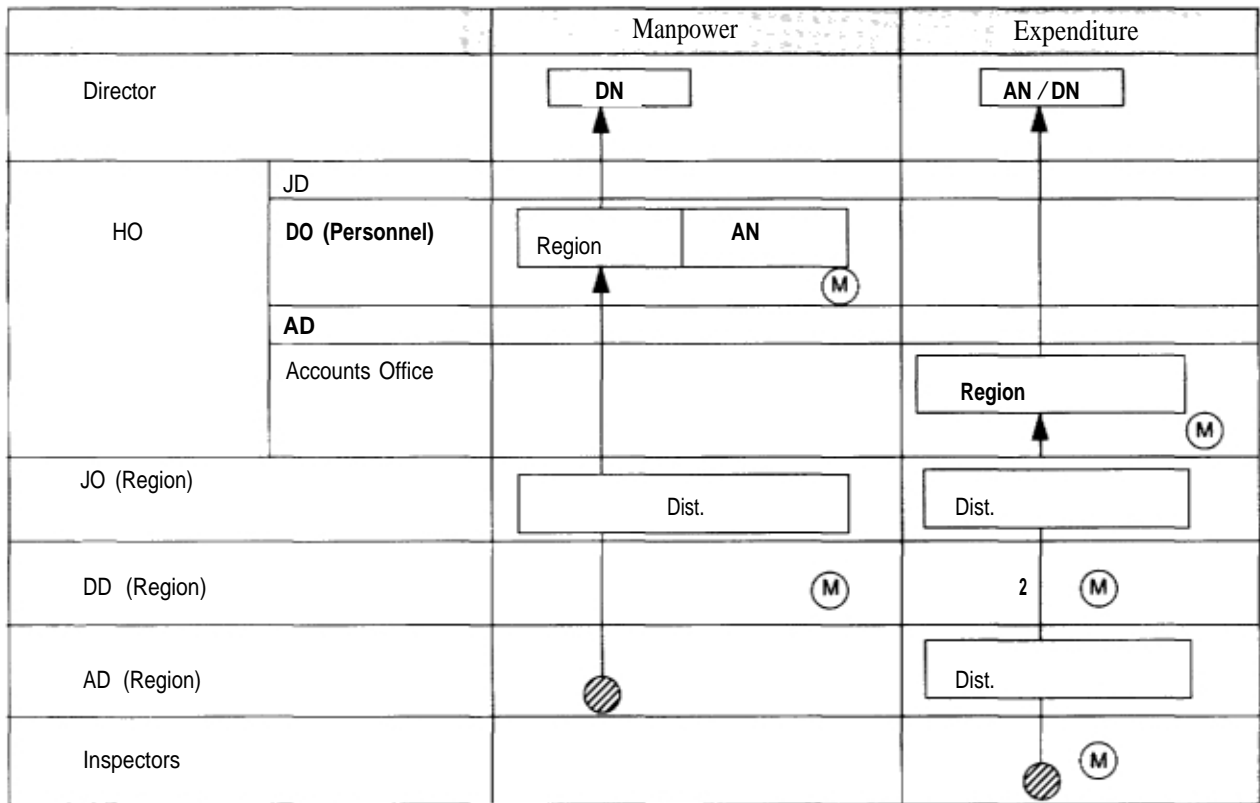 Manpower Expenditure
Director DN AN / DN
JD
HO DO (Personnel) Region AN
M
AD
Accounts Office Region
M
JO (Region) Dist. Dist.
DD (Region) M 2 M
AD (Region) Dist.
Inspectors M